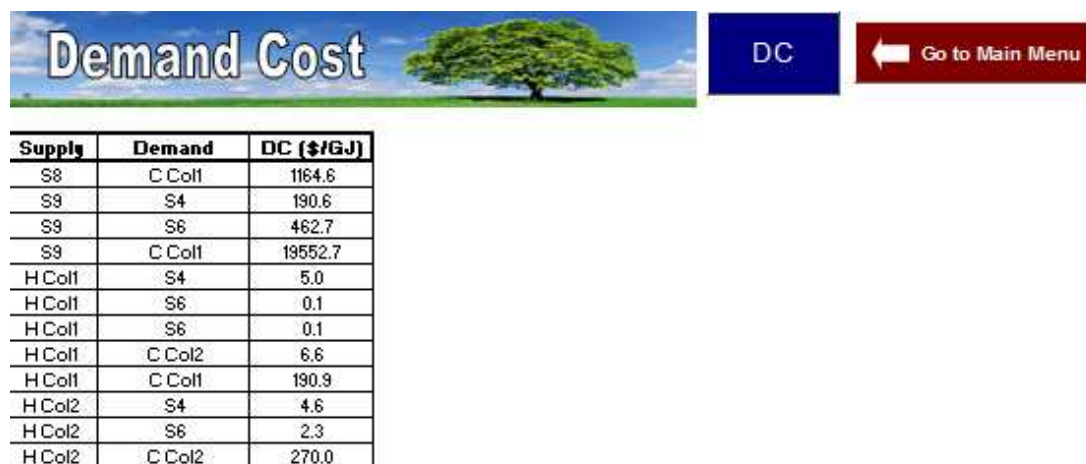 Demand Cost
DC
Go to Main Menu
Supply Demand DC ($/GJ)
S8 C Col1 1164.6
S9 S4 190.6
S9 S6 462.7
S9 C Col1 19552.7
H Col1 S4 5.0
H Col1 S6 0.1
H Col1 S6 0.1
H Col1 C Col2 6.6
H Col1 C Col1 190.9
H Col2 S4 4.6
H Col2 S6 2.3
H Col2 C Col2 270.0